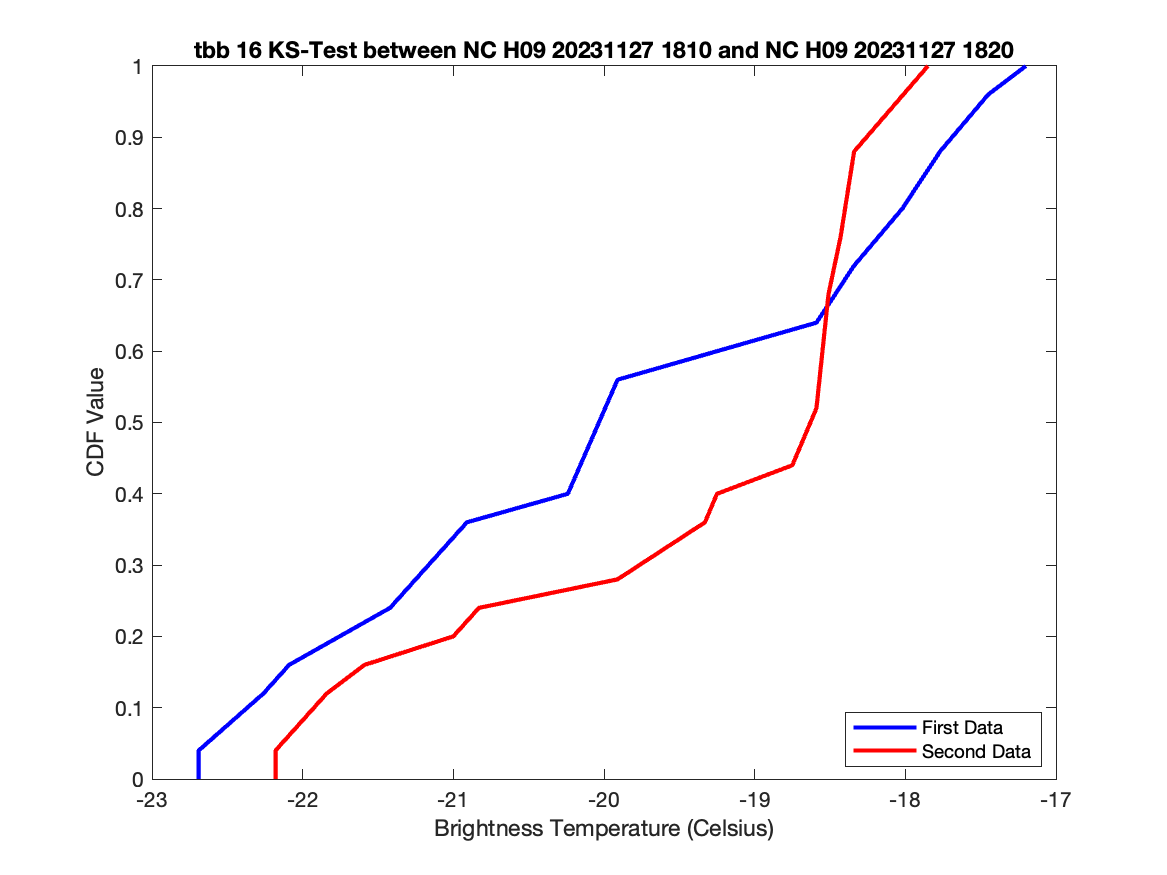 tbb 16 KS-Test between NC H09 20231127 1810 and NC H09 20231127 1820
1
0.9
0.8
0.7
0.6
0.5
0.4
0.3
0.2
0.1
0
CDF Value
First Data
Second Data
-23 -22 -21 -20 -19 -18 -17
Brightness Temperature (Celsius)